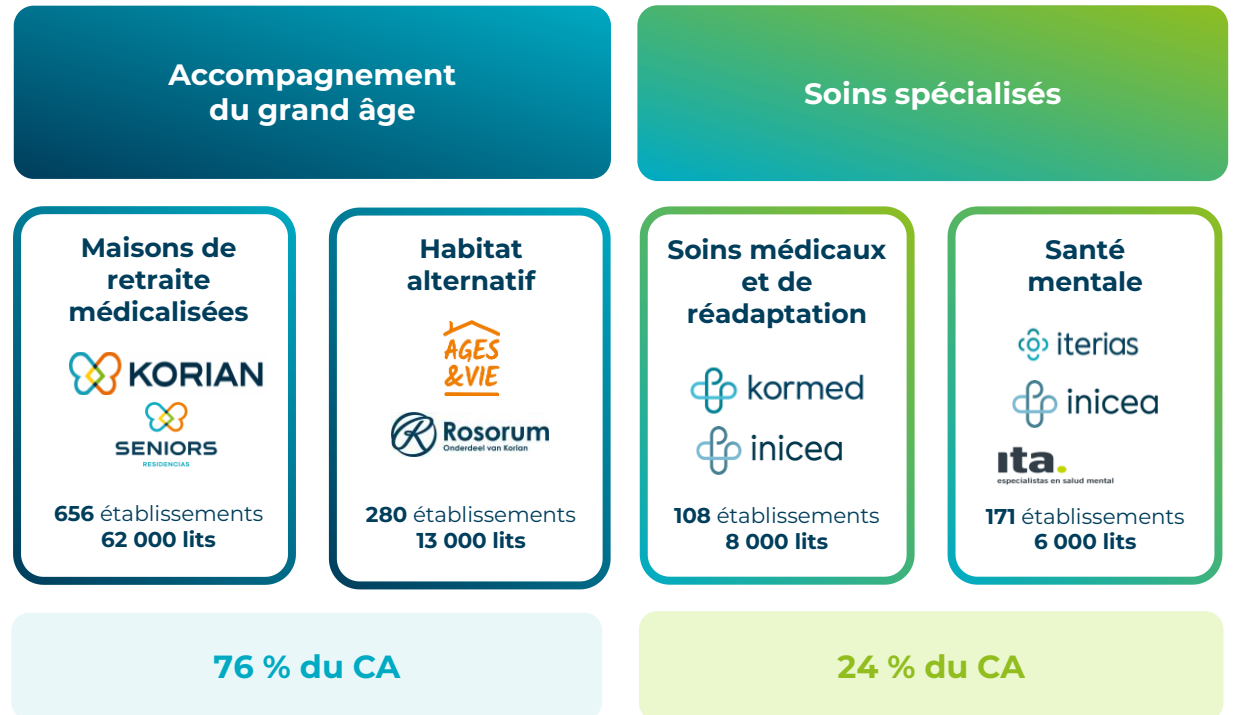 Accompagnement
du grand âge
Soins spécialisés
Maisons de
retraite
médicalisées
KORIAN
SENIORS
RESIDENCIAS
656 établissements
62 000 lits
Habitat
alternatif
AGES
&VIE
Rosorum
Onderdeel van Korian
280 établissements
13 000 lits
Soins médicaux
et de
réadaptation
kormed
inicea
108 établissements
8 000 lits
Santé
mentale
iterias
inicea
ita.
especialistas en salud mental
171 établissements
6 000 lits
76 % du CA
24 % du CA